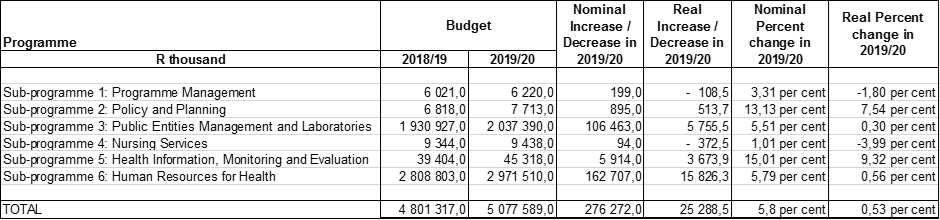 Programme Budget Nominal Increase / Decrease in 2019/20 Real Increase / Decrease in 2019/20 Nominal Percent change in 2019/20 Real Percent change in 2019/20
R thousand 2018/19 2019/20
Sub-programme 1: Programme Management 6 021,0 6 220,0 199,0 - 108,5 3,31 per cent -1,80 per cent
Sub-programme 2: Policy and Planning 6 818,0 7 713,0 895,0 513,7 13,13 per cent 7,54 per cent
Sub-programme 3: Public Entities Management and Laboratories 1 930 927,0 2 037 390,0 106 463,0 5 755,5 5,51 per cent 0,30 per cent
Sub-programme 4: Nursing Services 9 344,0 9 438,0 94,0 - 372,5 1,01 per cent -3,99 per cent
Sub-programme 5: Health Information, Monitoring and Evaluation 39 404,0 45 318,0 5 914,0 3 673,9 15,01 per cent 9,32 per cent
Sub-programme 6: Human Resources for Health 2 808 803,0 2 971 510,0 162 707,0 15 826,3 5,79 per cent 0,56 per cent
TOTAL 4 801 317,0 5 077 589,0 276 272,0 25 288,5 5,8 per cent 0,53 per cent